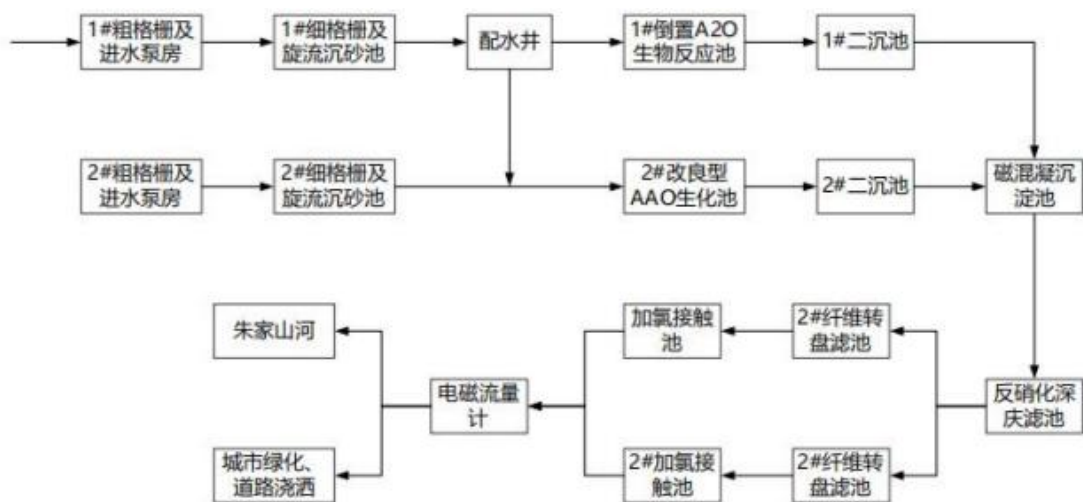 1#粗格栅及
进水泵房
1#细格栅及
旋流沉砂池
配水井
1#倒置A2O
生物反应池
1#二沉池
2#粗格栅及
进水泵房
2#细格栅及
旋流沉砂池
2#改良型
AAO生化池
2#二沉池
磁混凝沉
淀池
朱家山河
加氯接触
池
2#纤维转
盘滤池
电磁流量
计
反硝化深
庆滤池
城市绿化、
道路浇洒
2#加氯接
触池
2#纤维转
盘滤池